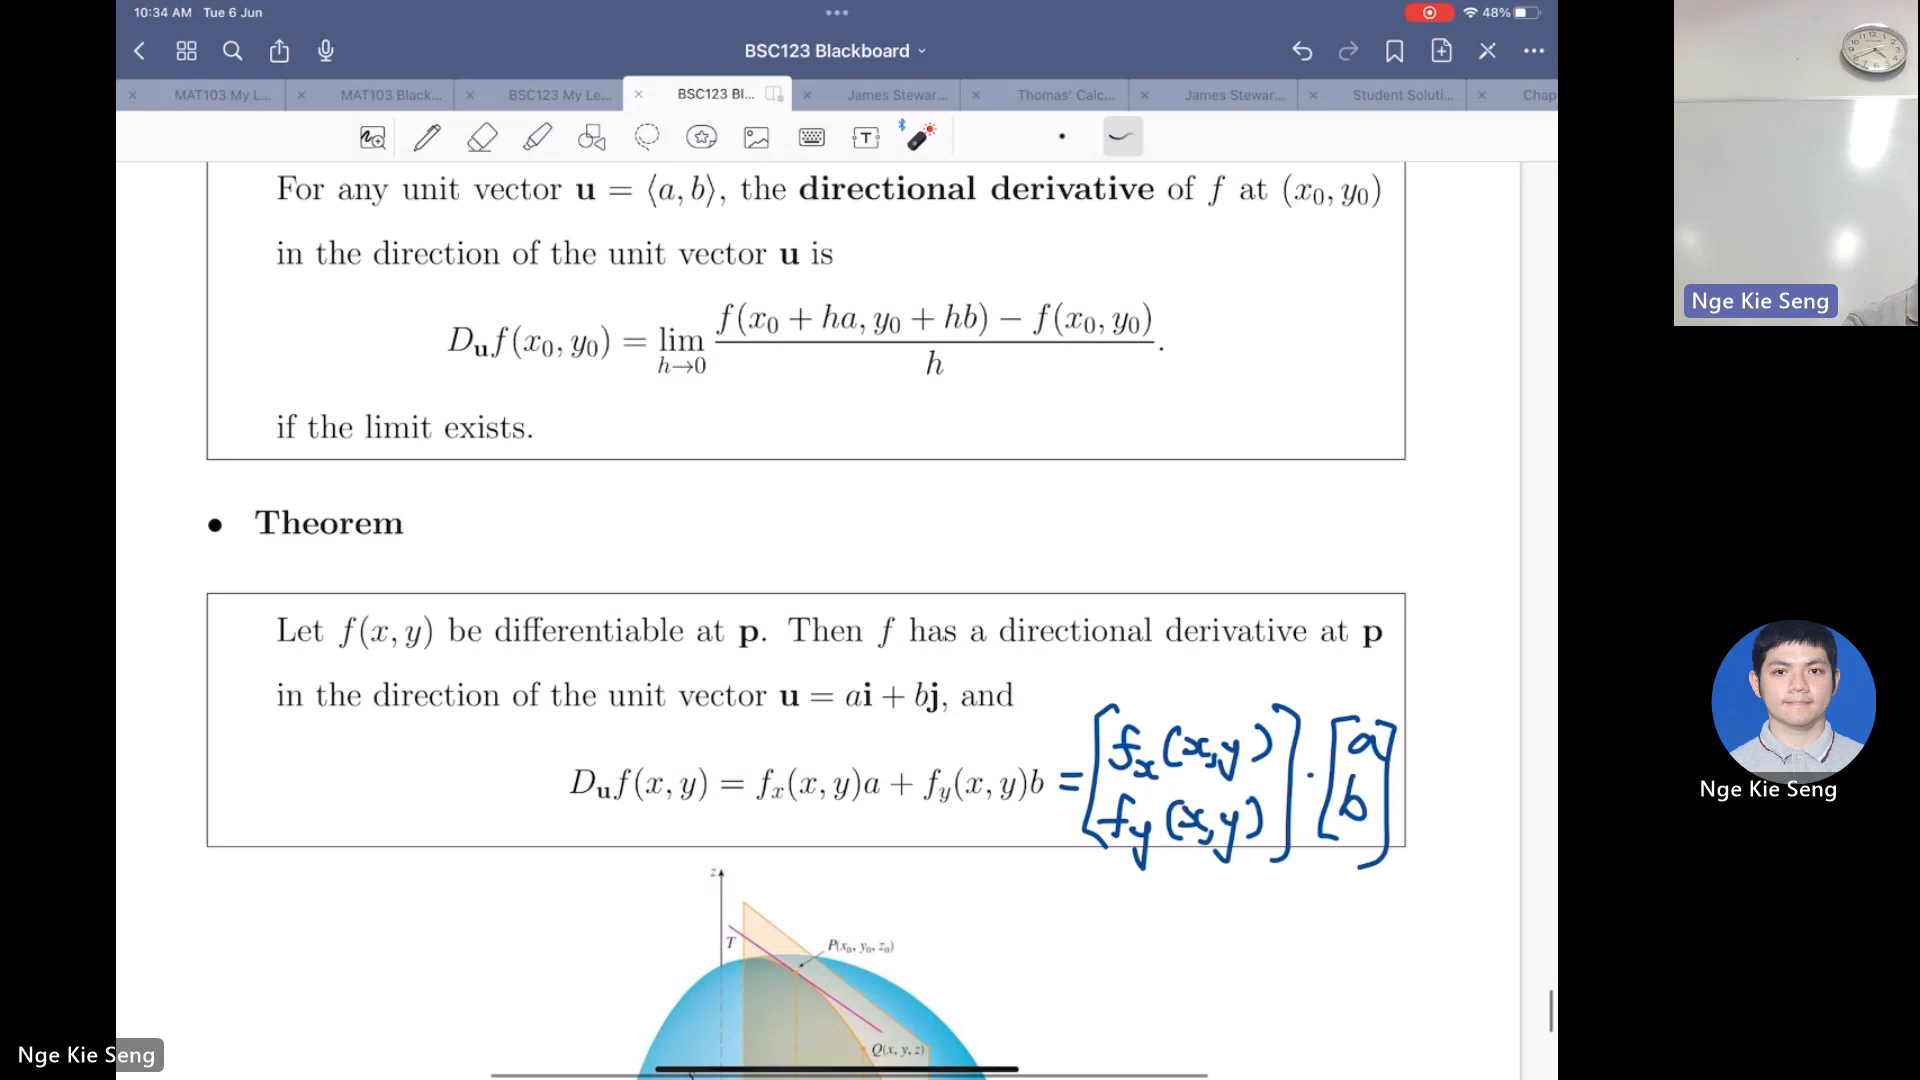 10:34 AM Tue 6 Jun
48%
BSC123 Blackboard
MAT103 My L...
MAT103 Black...
BSC123 My Le...
BSC123 Bl...
James Stewar...
Thomas' Calc...
James Stewar...
Student Soluti...
Chap
For any unit vector u = ⟨a, b⟩, the directional derivative of f at (x₀, y₀)
in the direction of the unit vector u is
D_u f(x₀, y₀) = lim_{h→0} \frac{f(x₀ + ha, y₀ + hb) − f(x₀, y₀)}{h}.
if the limit exists.
• Theorem
Let f(x, y) be differentiable at p. Then f has a directional derivative at p
in the direction of the unit vector u = ai + bj, and
D_u f(x, y) = f_x(x, y)a + f_y(x, y)b = [f_x(x,y) f_y(x,y)] · [a b]
z
T
P(x₀, y₀, z₀)
Q(x, y, z)
Nge Kie Seng
Nge Kie Seng
Nge Kie Seng